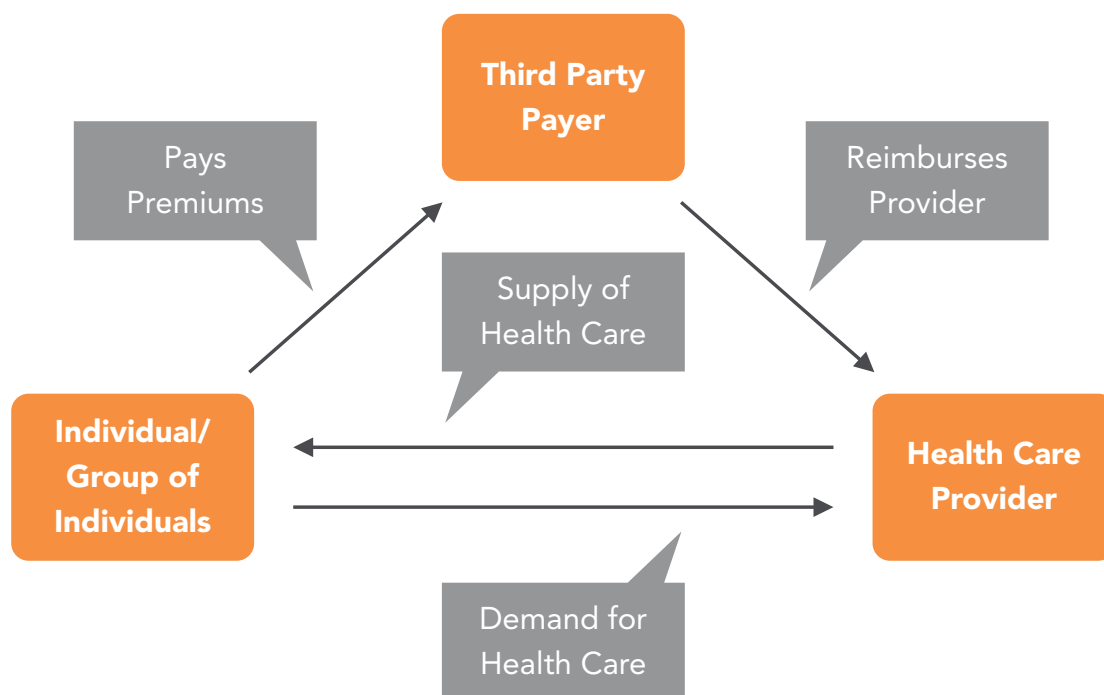 Third Party
Payer
Pays
Premiums
Reimburses
Provider
Supply of
Health Care
Individual/
Group of
Individuals
Health Care
Provider
Demand for
Health Care